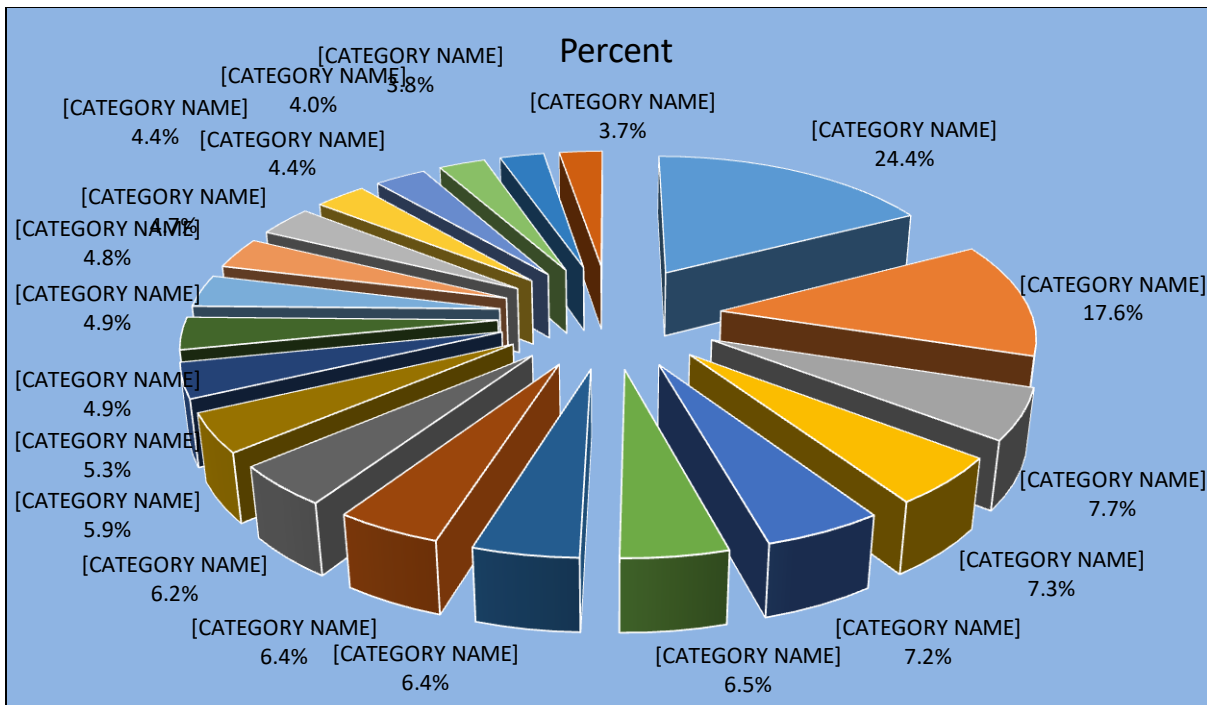 Percent
[CATEGORY NAME]
24.4%
[CATEGORY NAME]
17.6%
[CATEGORY NAME]
7.7%
[CATEGORY NAME]
7.3%
[CATEGORY NAME]
7.2%
[CATEGORY NAME]
6.5%
[CATEGORY NAME]
6.4%
[CATEGORY NAME]
6.4%
[CATEGORY NAME]
6.2%
[CATEGORY NAME]
5.9%
[CATEGORY NAME]
5.3%
[CATEGORY NAME]
4.9%
[CATEGORY NAME]
4.9%
[CATEGORY NAME]
4.8%
[CATEGORY NAME]
4.7%
[CATEGORY NAME]
4.4%
[CATEGORY NAME]
4.4%
[CATEGORY NAME]
4.0%
[CATEGORY NAME]
3.8%
[CATEGORY NAME]
3.7%